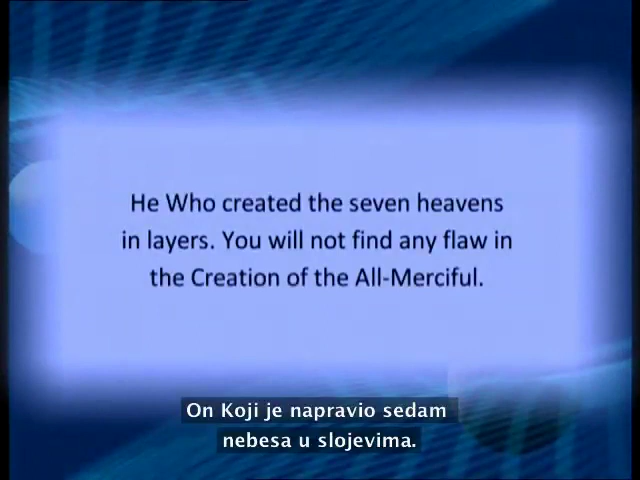 He Who created the seven heavens
in layers. You will not find any flaw in
the Creation of the All-Merciful.
On Koji je napravio sedam
nebesa u slojevima.